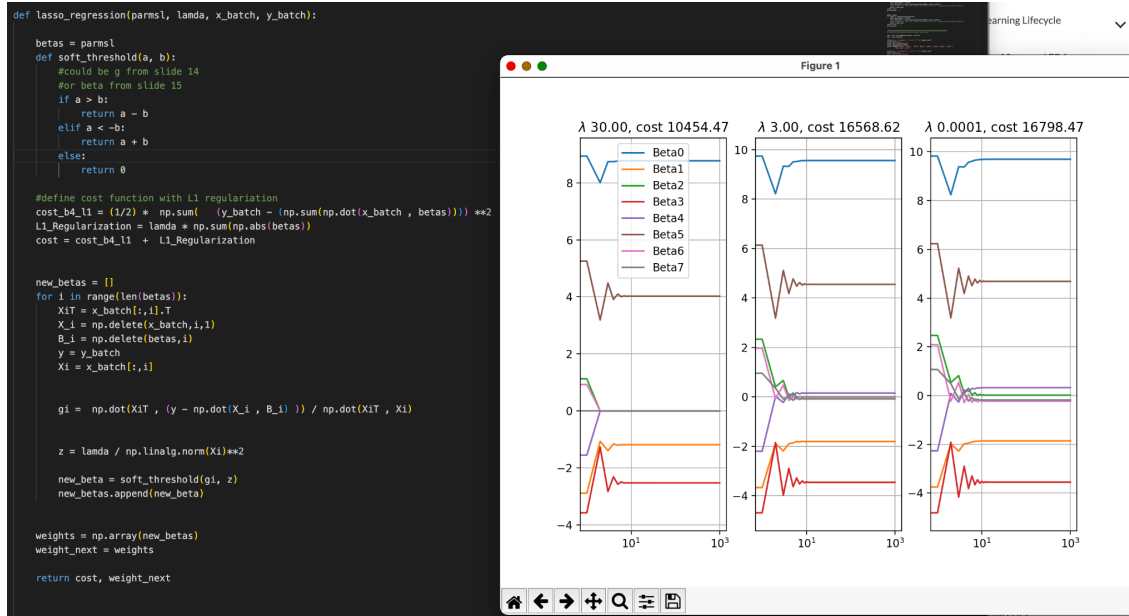 def lasso_regression(parmsl, lamda, x_batch, y_batch):
betas = parmsl
def soft_threshold(a, b):
#could be g from slide 14
#or beta from slide 15
if a > b:
return a - b
elif a < -b:
return a + b
else:
return 0
#define cost function with L1 regulariation
cost_b4_l1 = (1/2) * np.sum( (y_batch - (np.sum(np.dot(x_batch , betas)))) **2
L1_Regularization = lamda * np.sum(np.abs(betas))
cost = cost_b4_l1 + L1_Regularization
new_betas = []
for i in range(len(betas)):
XiT = x_batch[:,i].T
X_i = np.delete(x_batch,i,1)
B_i = np.delete(betas,i)
y = y_batch
Xi = x_batch[:,i]
gi = np.dot(XiT , (y - np.dot(X_i , B_i) )) / np.dot(XiT , Xi)
z = lamda / np.linalg.norm(Xi)**2
new_beta = soft_threshold(gi, z)
new_betas.append(new_beta)
weights = np.array(new_betas)
weight_next = weights
return cost, weight_next
earning Lifecycle
Figure 1
λ 30.00, cost 10454.47
λ 3.00, cost 16568.62
λ 0.0001, cost 16798.47
Beta0
Beta1
Beta2
Beta3
Beta4
Beta5
Beta6
Beta7
8
6
4
2
0
−2
−4
10¹
10³
10
8
6
4
2
0
−2
−4
10¹
10³
10
8
6
4
2
0
−2
−4
10¹
10³